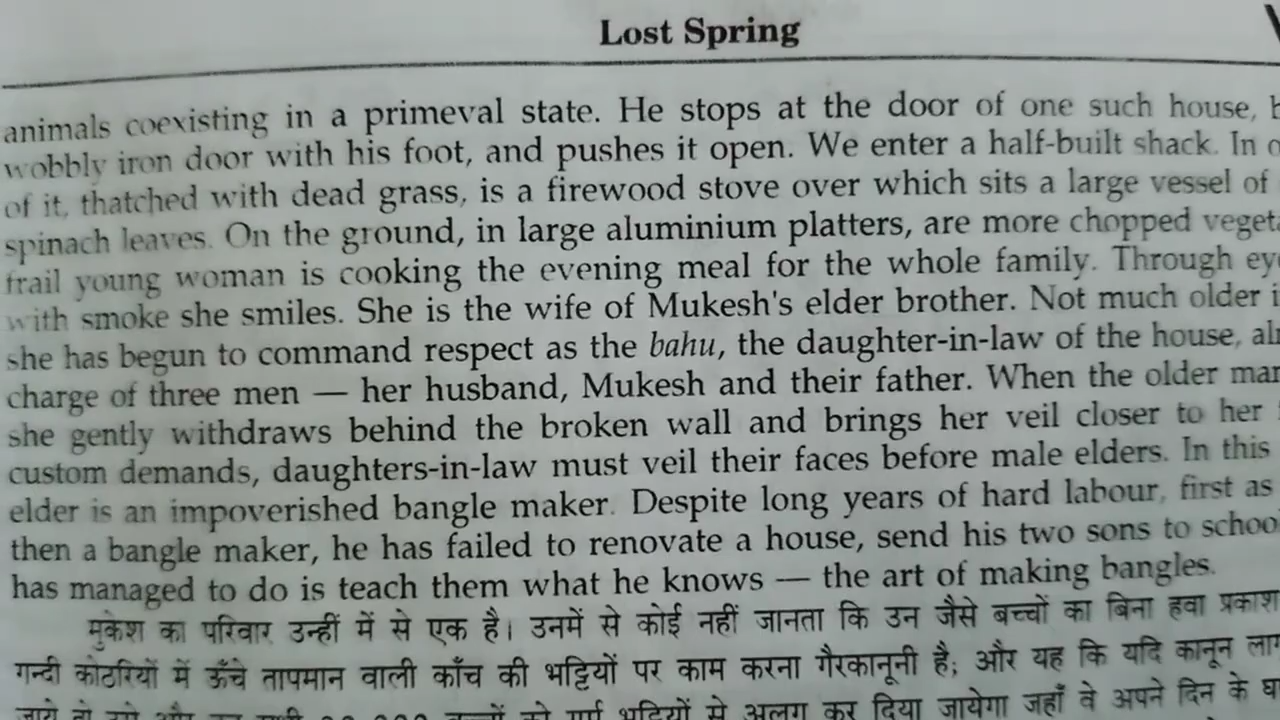 Lost Spring
animals coexisting in a primeval state. He stops at the door of one such house,
wobbly iron door with his foot, and pushes it open. We enter a half-built shack. In
of it, thatched with dead grass, is a firewood stove over which sits a large vessel of
spinach leaves. On the ground, in large aluminium platters, are more chopped
frail young woman is cooking the evening meal for the whole family. Through
with smoke she smiles. She is the wife of Mukesh's elder brother. Not much older
she has begun to command respect as the bahu, the daughter-in-law of the house,
charge of three men — her husband, Mukesh and their father. When the older
she gently withdraws behind the broken wall and brings her veil closer to her
custom demands, daughters-in-law must veil their faces before male elders. In this
elder is an impoverished bangle maker. Despite long years of hard labour, first as
then a bangle maker, he has failed to renovate a house, send his two sons to
has managed to do is teach them what he knows — the art of making bangles.
मुकेश का परिवार उन्हीं में से एक है। उनमें से कोई नहीं जानता कि उन जैसे बच्चों का बिना हवा प्रकाश
गन्दी कोठरियों में ऊँचे तापमान वाली काँच की भट्टियों पर काम करना गैरकानूनी है; और यह कि यदि कानून
भट्टियों से अलग कर दिया जायेगा जहाँ वे अपने दिन के